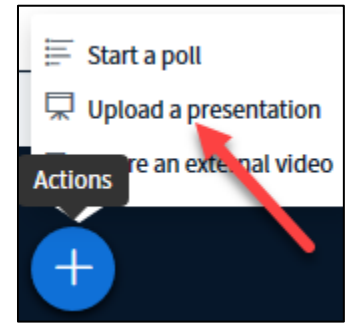 Start a poll
Upload a presentation
re an external video
Actions